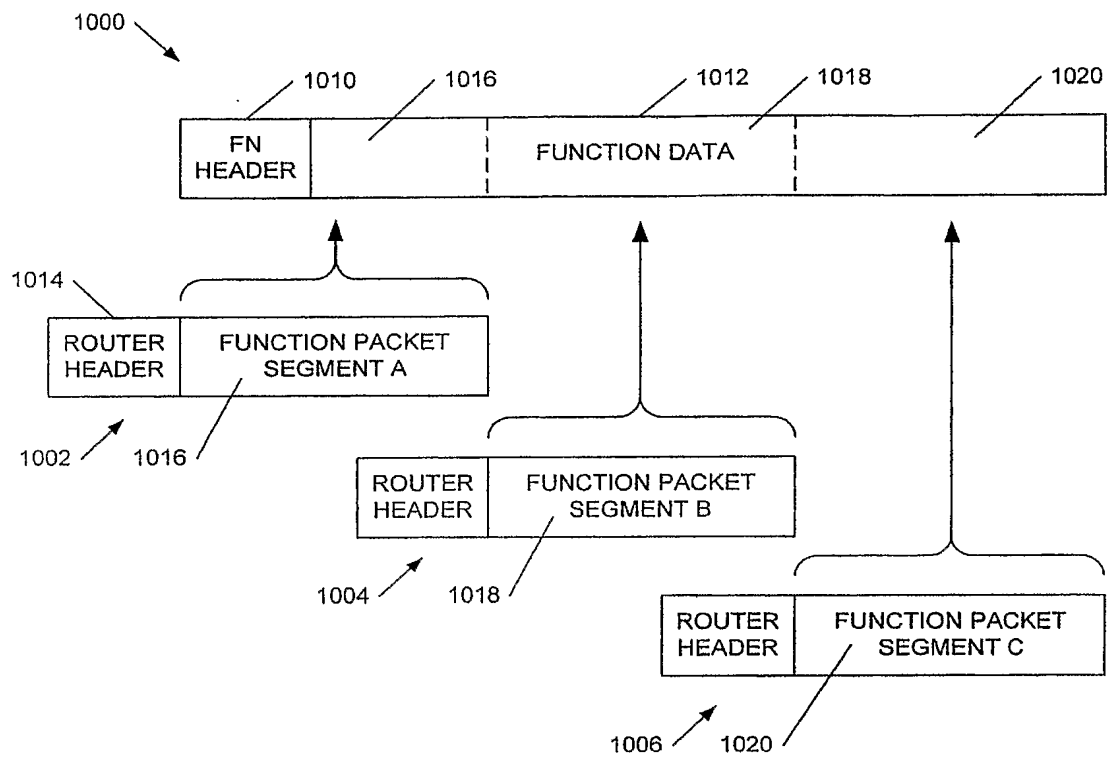 1000
1010
1016
1012
1018
1020
FN
HEADER
FUNCTION DATA
1014
ROUTER
HEADER
FUNCTION PACKET
SEGMENT A
1002
1016
ROUTER
HEADER
FUNCTION PACKET
SEGMENT B
1004
1018
ROUTER
HEADER
FUNCTION PACKET
SEGMENT C
1006
1020